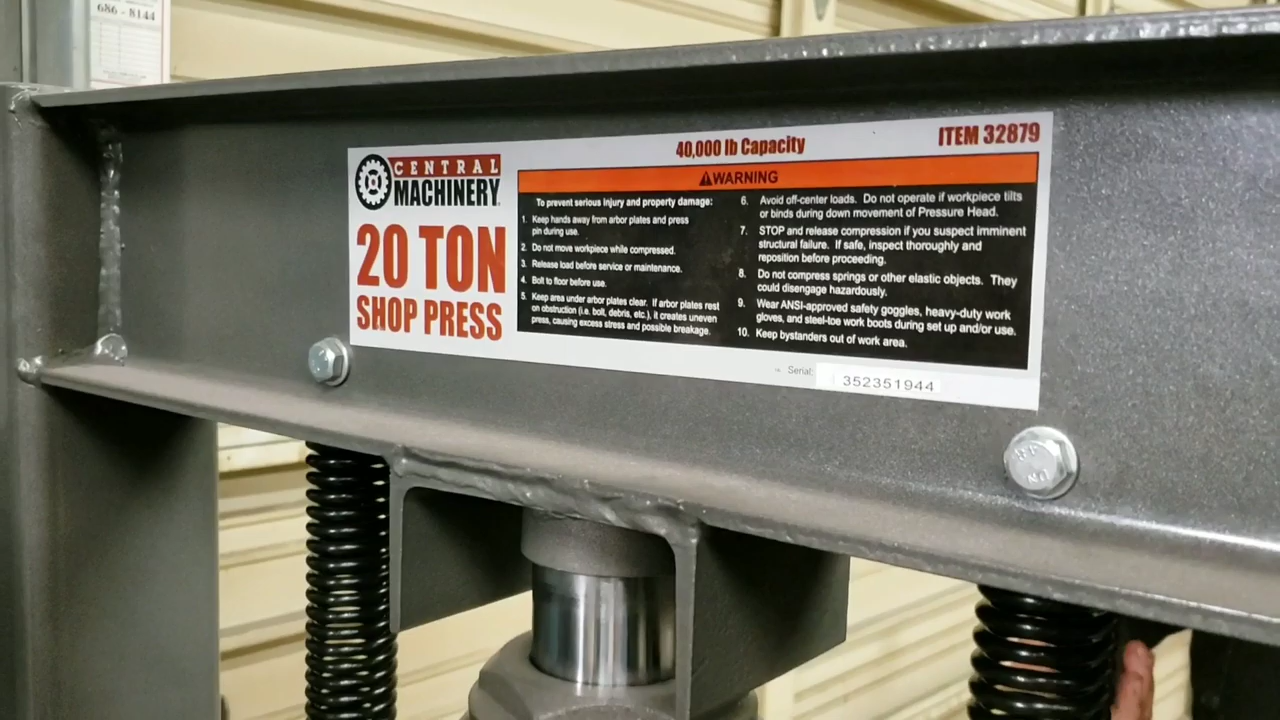 686 - 8144
CENTRAL
MACHINERY
20 TON
SHOP PRESS
40,000 lb Capacity
ITEM 32879
⚠WARNING
To prevent serious injury and property damage:
1. Keep hands away from arbor plates and press
pin during use.
2. Do not move workpiece while compressed.
3. Release load before service or maintenance.
4. Bolt to floor before use.
5. Keep area under arbor plates clear. If arbor plates rest
on obstruction (i.e. bolt, debris, etc.), it creates uneven
press, causing excess stress and possible breakage.
6. Avoid off-center loads. Do not operate if workpiece tilts
or binds during down movement of Pressure Head.
7. STOP and release compression if you suspect imminent
structural failure. If safe, inspect thoroughly and
reposition before proceeding.
8. Do not compress springs or other elastic objects. They
could disengage hazardously.
9. Wear ANSI-approved safety goggles, heavy-duty work
gloves, and steel-toe work boots during set up and/or use.
10. Keep bystanders out of work area.
Serial:
352351944